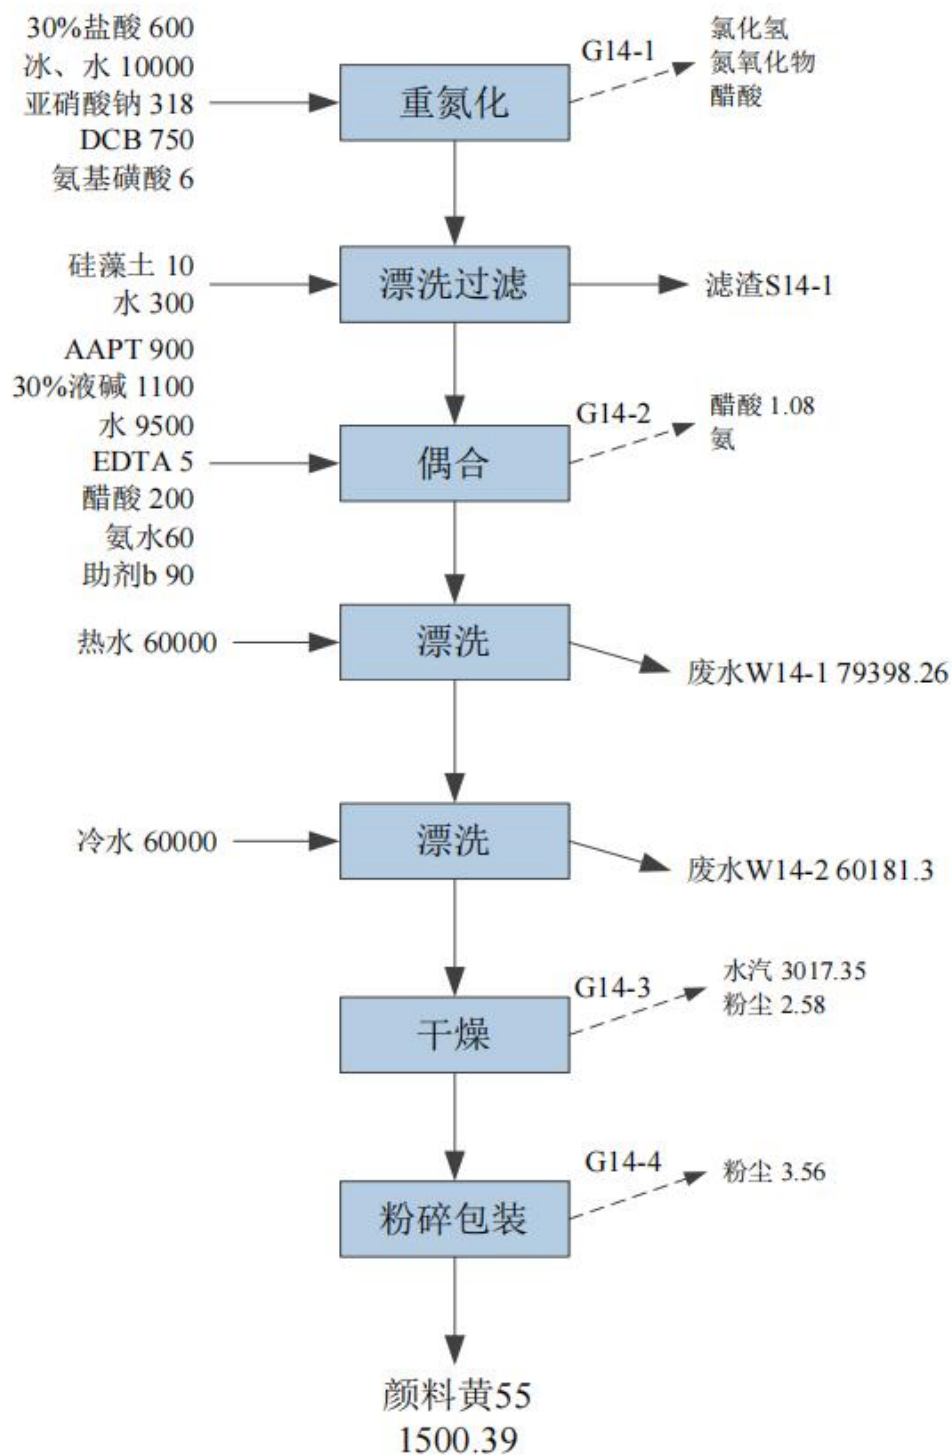 30%盐酸 600
冰、水 10000
亚硝酸钠 318
DCB 750
氨基磺酸 6
重氮化
G14-1
氯化氢
氮氧化物
醋酸
硅藻土 10
水 300
漂洗过滤
滤渣S14-1
AAPT 900
30%液碱 1100
水 9500
EDTA 5
醋酸 200
氨水60
助剂b 90
偶合
G14-2
醋酸 1.08
氨
热水 60000
漂洗
废水W14-1 79398.26
冷水 60000
漂洗
废水W14-2 60181.3
干燥
G14-3
水汽 3017.35
粉尘 2.58
粉碎包装
G14-4
粉尘 3.56
颜料黄55
1500.39